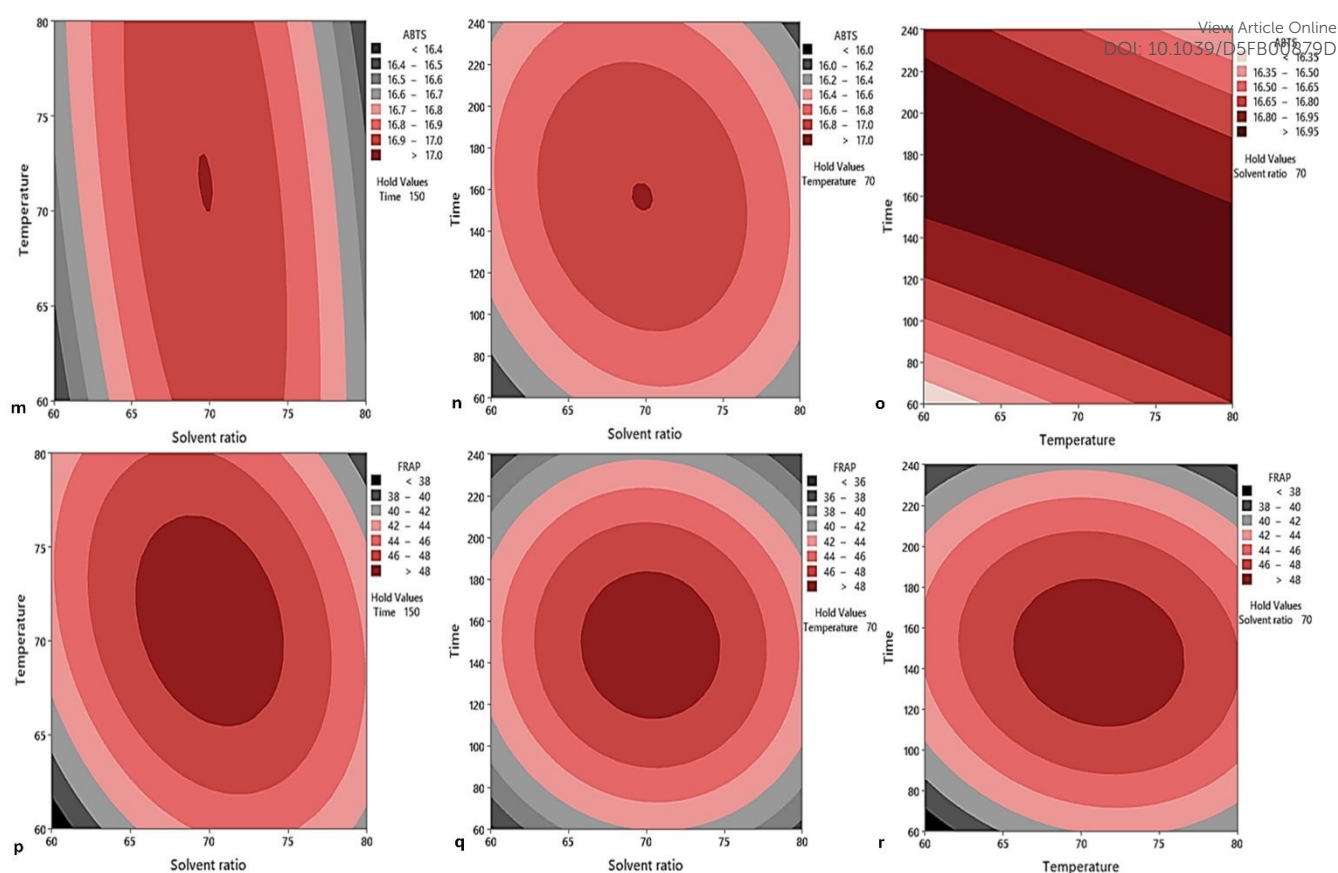 View Article Online
DOI: 10.1039/D5FB00879D
ABTS
< 16.4
16.4 – 16.5
16.5 – 16.6
16.6 – 16.7
16.7 – 16.8
16.8 – 16.9
16.9 – 17.0
> 17.0
Hold Values
Time 150
80
75
70
65
60
Temperature
60 65 70 75 80
Solvent ratio
m
ABTS
< 16.0
16.0 – 16.2
16.2 – 16.4
16.4 – 16.6
16.6 – 16.8
16.8 – 17.0
> 17.0
Hold Values
Temperature 70
240
220
200
180
160
140
120
100
80
60
Time
60 65 70 75 80
Solvent ratio
n
ABTS
< 16.35
16.35 – 16.50
16.50 – 16.65
16.65 – 16.80
16.80 – 16.95
> 16.95
Hold Values
Solvent ratio 70
240
220
200
180
160
140
120
100
80
60
Time
60 65 70 75 80
Temperature
o
FRAP
< 38
38 – 40
40 – 42
42 – 44
44 – 46
46 – 48
> 48
Hold Values
Time 150
80
75
70
65
60
Temperature
60 65 70 75 80
Solvent ratio
p
FRAP
< 36
36 – 38
38 – 40
40 – 42
42 – 44
44 – 46
46 – 48
> 48
Hold Values
Temperature 70
240
220
200
180
160
140
120
100
80
60
Time
60 65 70 75 80
Solvent ratio
q
FRAP
< 38
38 – 40
40 – 42
42 – 44
44 – 46
46 – 48
> 48
Hold Values
Solvent ratio 70
240
220
200
180
160
140
120
100
80
60
Time
60 65 70 75 80
Temperature
r